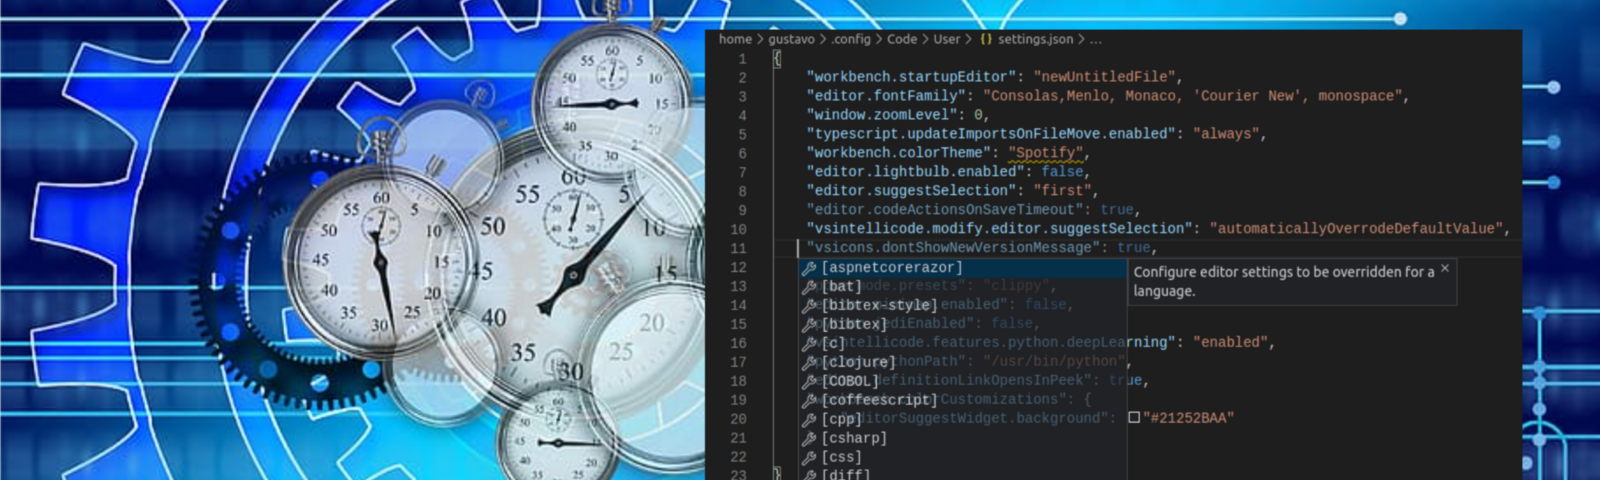 home > gustavo > .config > Code > User > {} settings.json > ...
1 {
2 "workbench.startupEditor": "newUntitledFile",
3 "editor.fontFamily": "Consolas,Menlo, Monaco, 'Courier New', monospace",
4 "window.zoomLevel": 0,
5 "typescript.updateImportsOnFileMove.enabled": "always",
6 "workbench.colorTheme": "Spotify",
7 "editor.lightbulb.enabled": false,
8 "editor.suggestSelection": "first",
9 "editor.codeActionsOnSaveTimeout": true,
10 "vsintellicode.modify.editor.suggestSelection": "automaticallyOverrodeDefaultValue",
11 "vsicons.dontShowNewVersionMessage": true,
12 [aspnetcorerazor]
Configure editor settings to be overridden for a
language.
13 [bat] mode.presets": "clippy",
14 [bibtex-style] enabled": false,
15 [bibtex] jediEnabled": false,
16 [c] intellicode.features.python.deepLearning": "enabled",
17 [clojure] pythonPath": "/usr/bin/python",
18 [COBOL] definitionLinkOpensInPeek": true,
19 [coffeescript] Customizations": {
20 [cpp] editorSuggestWidget.background": "#21252BAA"
21 [csharp]
22 [css]
23 } [diff]
60
55
5
50
10
45
15
40
20
35
30
25